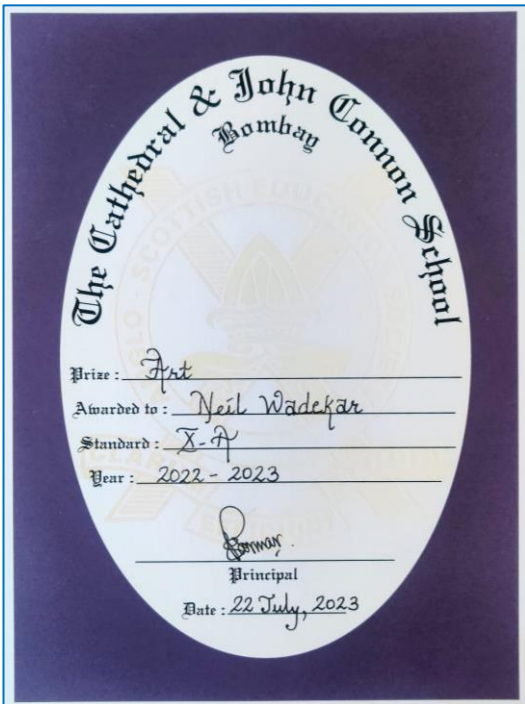 The Cathedral & John Connon School
Bombay
Prize : Art
Awarded to : Neil Wadekar
Standard : X-A
Year : 2022 - 2023
Principal
Date : 22 July, 2023